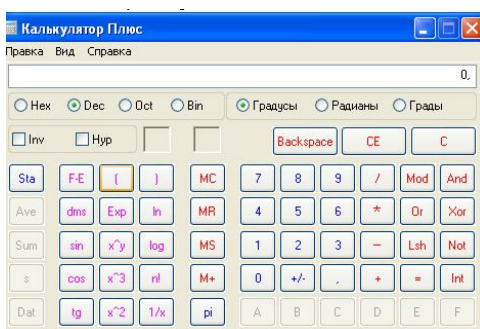 Калькулятор Плюс
Правка Вид Справка
0,
Hex Dec Oct Bin Градусы Радианы Грады
Inv Hyp Backspace CE C
Sta F-E ( ) MC 7 8 9 / Mod And
Ave dms Exp ln MR 4 5 6 * Or Xor
Sum sin x^y log MS 1 2 3 - Lsh Not
s cos x^3 n! M+ 0 +/- , + = Int
Dat tg x^2 1/x pi A B C D E F